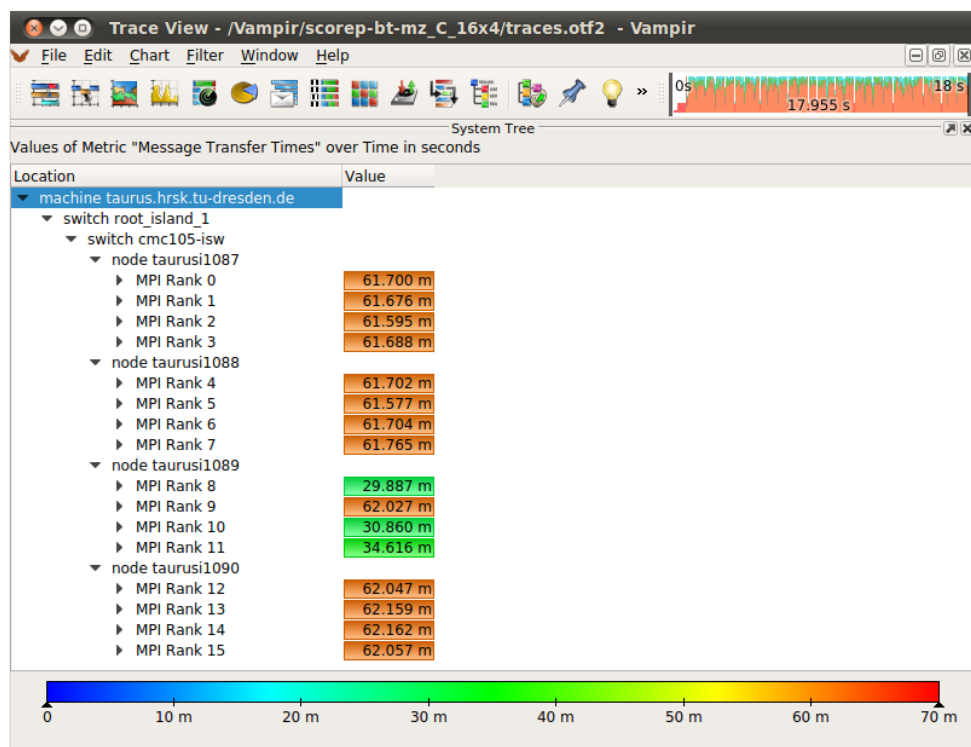 Trace View - /Vampir/scorep-bt-mz_C_16x4/traces.otf2 - Vampir
File Edit Chart Filter Window Help
» 0s 18 s
17.955 s
System Tree
Values of Metric "Message Transfer Times" over Time in seconds
Location Value
machine taurus.hrsk.tu-dresden.de
switch root_island_1
switch cmc105-isw
node taurusi1087
MPI Rank 0 61.700 m
MPI Rank 1 61.676 m
MPI Rank 2 61.595 m
MPI Rank 3 61.688 m
node taurusi1088
MPI Rank 4 61.702 m
MPI Rank 5 61.577 m
MPI Rank 6 61.704 m
MPI Rank 7 61.765 m
node taurusi1089
MPI Rank 8 29.887 m
MPI Rank 9 62.027 m
MPI Rank 10 30.860 m
MPI Rank 11 34.616 m
node taurusi1090
MPI Rank 12 62.047 m
MPI Rank 13 62.159 m
MPI Rank 14 62.162 m
MPI Rank 15 62.057 m
0 10 m 20 m 30 m 40 m 50 m 60 m 70 m